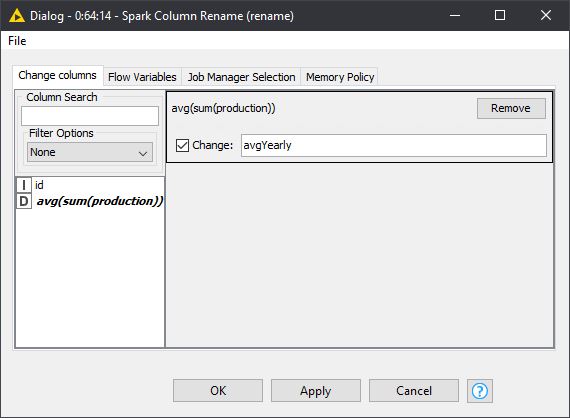 Dialog - 0:64:14 - Spark Column Rename (rename)
File
Change columns Flow Variables Job Manager Selection Memory Policy
Column Search
Filter Options
None
I id
D avg(sum(production))
avg(sum(production))
Remove
Change: avgYearly
OK Apply Cancel ?